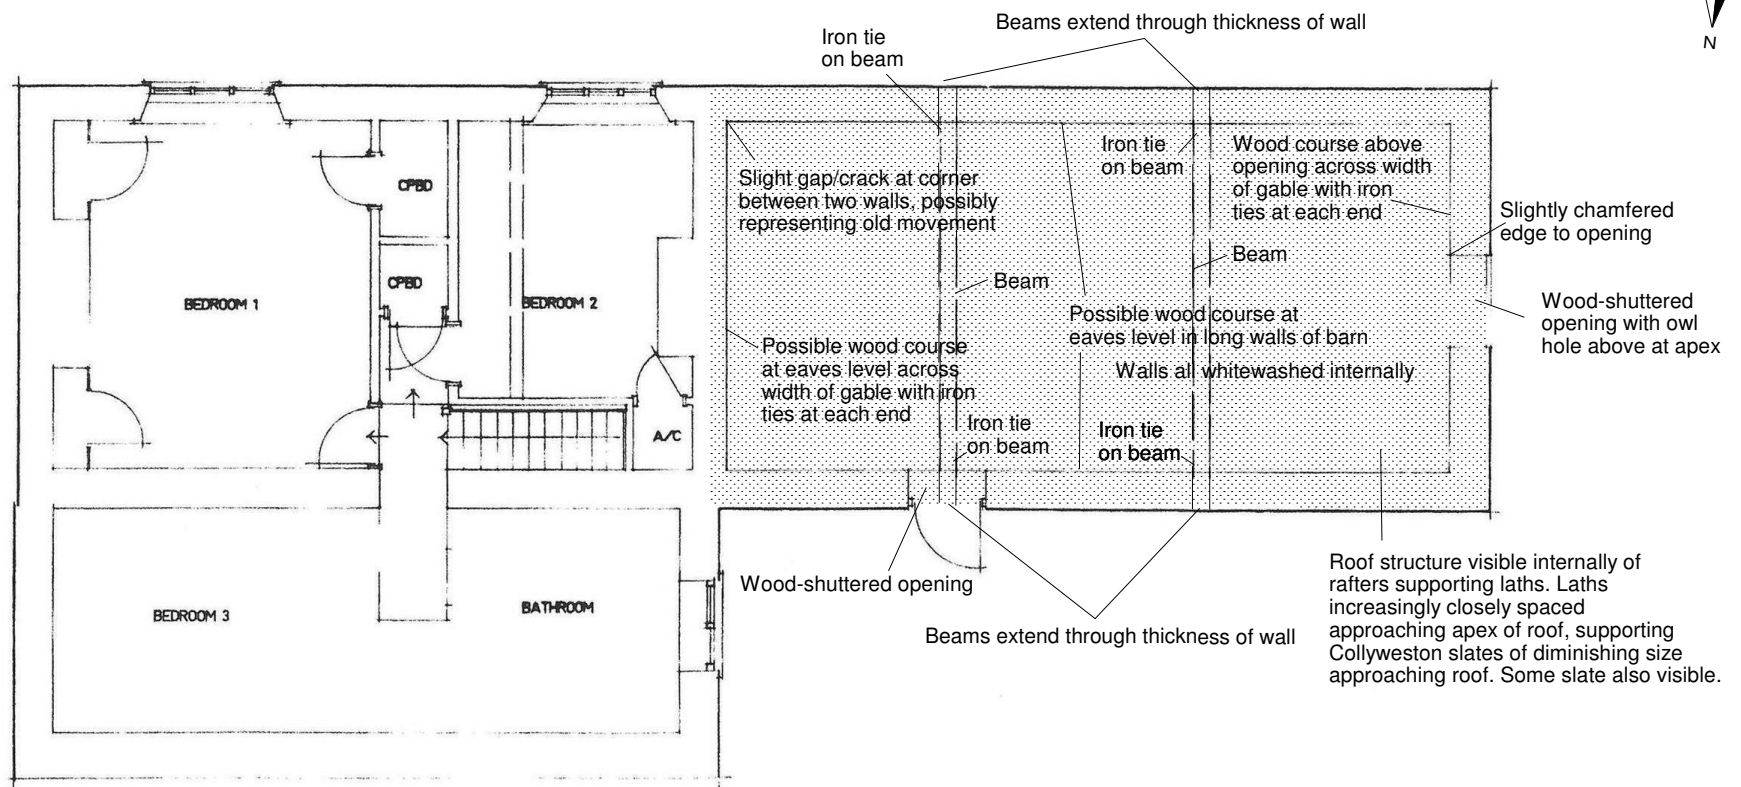 Beams extend through thickness of wall
Iron tie
on beam
N
CPBD
Slight gap/crack at corner
between two walls, possibly
representing old movement
Iron tie
on beam
Wood course above
opening across width
of gable with iron
ties at each end
Slightly chamfered
edge to opening
Beam
Beam
CPBD
BEDROOM 1
BEDROOM 2
Wood-shuttered
opening with owl
hole above at apex
Possible wood course at
eaves level in long walls of barn
Possible wood course
at eaves level across
width of gable with iron
ties at each end
Walls all whitewashed internally
A/C
Iron tie
on beam
Iron tie
on beam
Wood-shuttered opening
BEDROOM 3
BATHROOM
Beams extend through thickness of wall
Roof structure visible internally of
rafters supporting laths. Laths
increasingly closely spaced
approaching apex of roof, supporting
Collyweston slates of diminishing size
approaching roof. Some slate also visible.